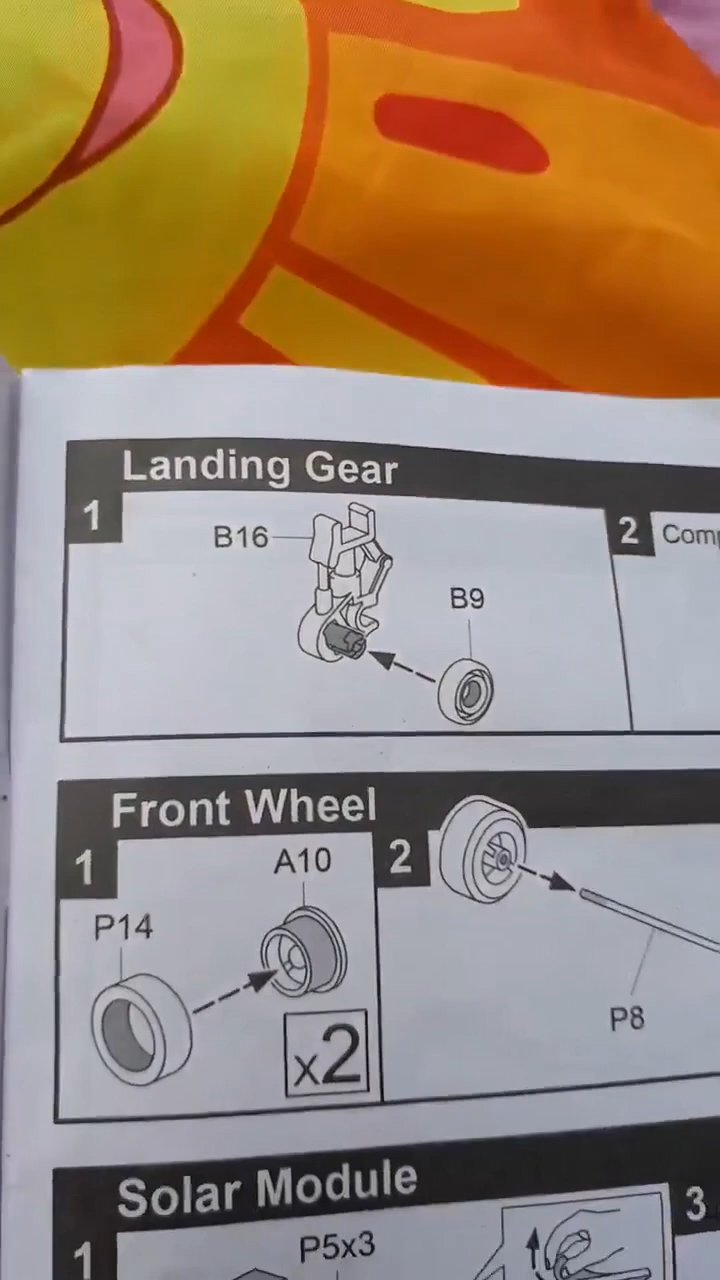 Landing Gear
1
B16
B9
2
Front Wheel
1
A10
P14
x2
2
P8
Solar Module
1
P5x3
3